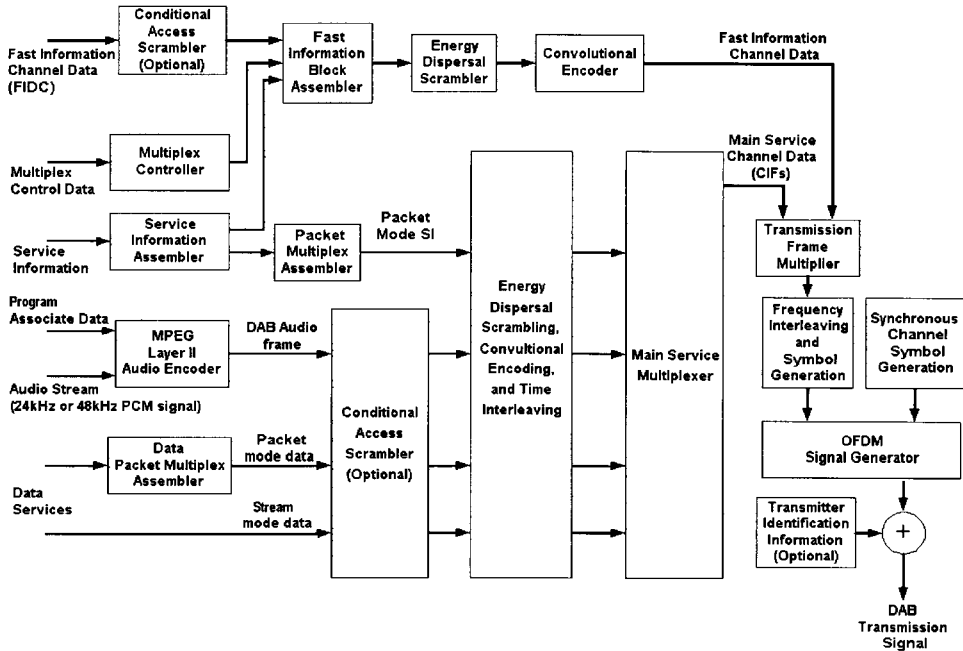 Fast Information
Channel Data
(FIDC)
Conditional
Access
Scrambler
(Optional)
Fast
Information
Block
Assembler
Energy
Dispersal
Scrambler
Convolutional
Encoder
Fast Information
Channel Data
Multiplex
Control Data
Multiplex
Controller
Main Service
Channel Data
(CIFs)
Service
Information
Service
Information
Assembler
Packet
Multiplex
Assembler
Packet
Mode SI
Transmission
Frame
Multiplier
Program
Associate Data
Audio Stream
(24kHz or 48kHz PCM signal)
MPEG
Layer II
Audio Encoder
DAB Audio
frame
Conditional
Access
Scrambler
(Optional)
Energy
Dispersal
Scrambling,
Convultional
Encoding,
and Time
Interleaving
Main Service
Multiplexer
Frequency
Interleaving
and
Symbol
Generation
Synchronous
Channel
Symbol
Generation
Data
Services
Data
Packet Multiplex
Assembler
Packet
mode data
Stream
mode data
OFDM
Signal Generator
Transmitter
Identification
Information
(Optional)
+
DAB
Transmission
Signal